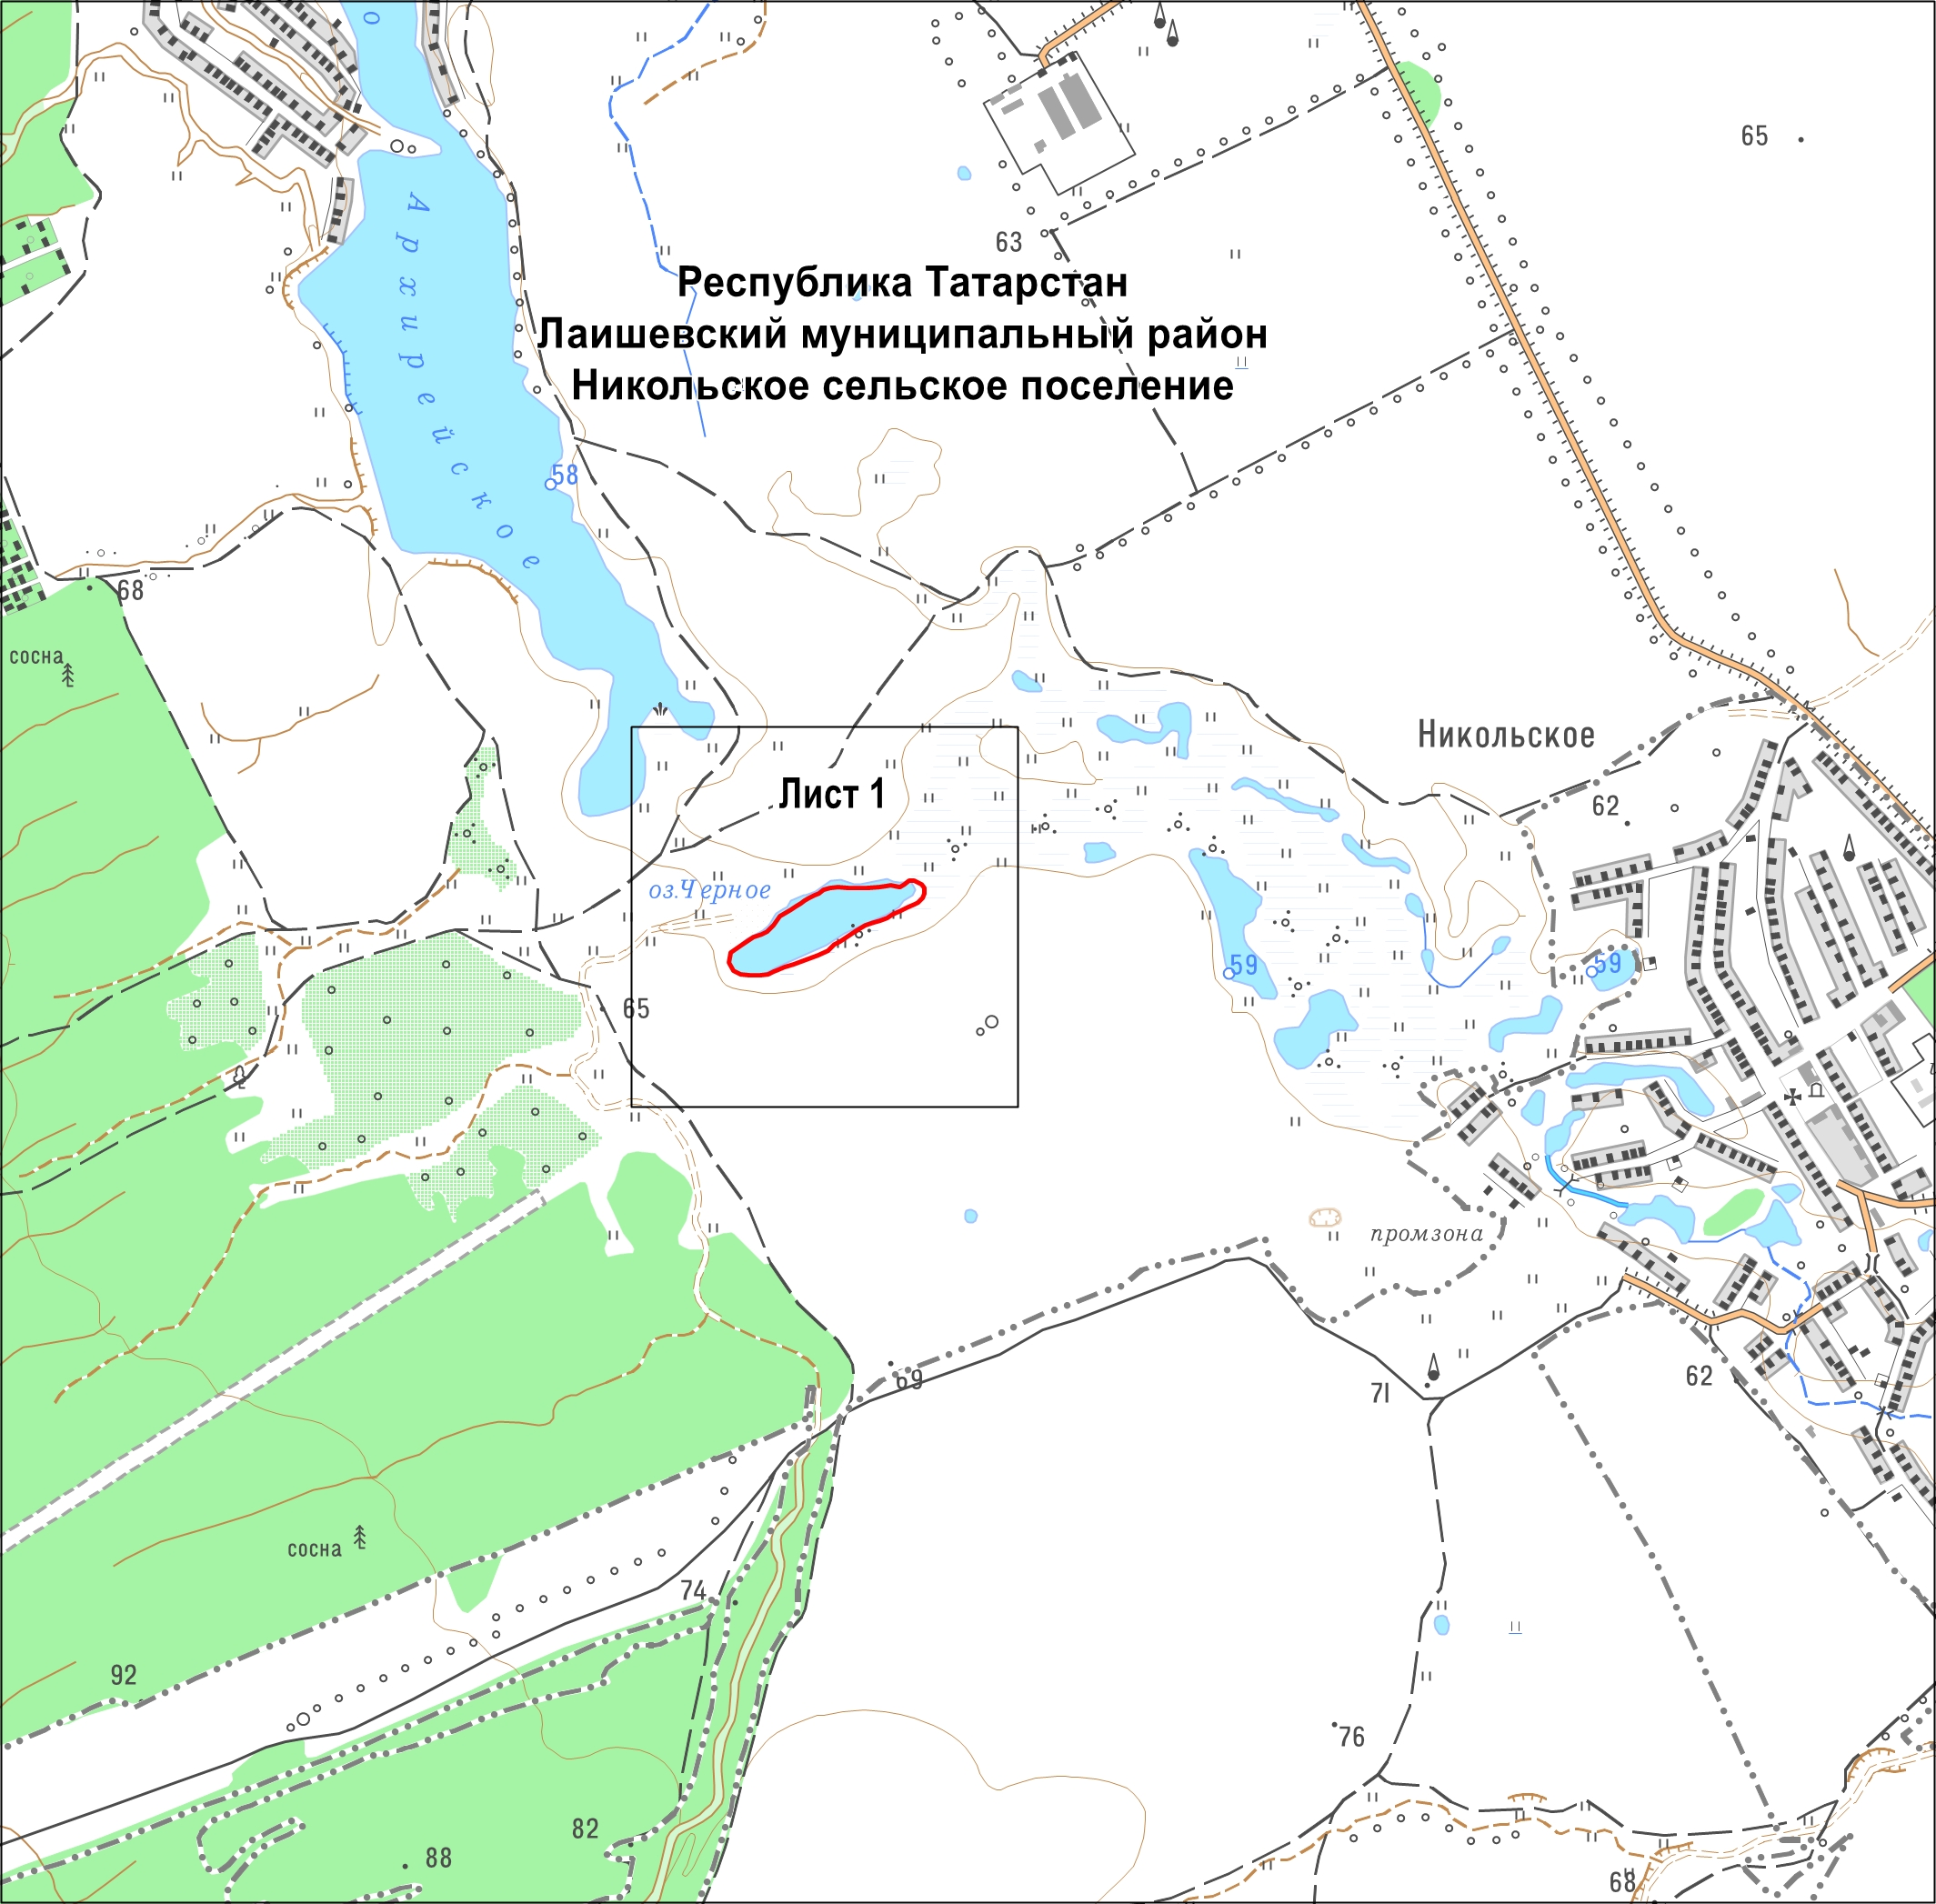 о
65
63
Республика Татарстан
Лаишевский муниципальный район
Никольское сельское поселение
Архирейское
58
68
сосна
Никольское
Лист 1
62
оз.Черное
59
59
65
промзона
69
71
62
сосна
74
92
76
82
88
68